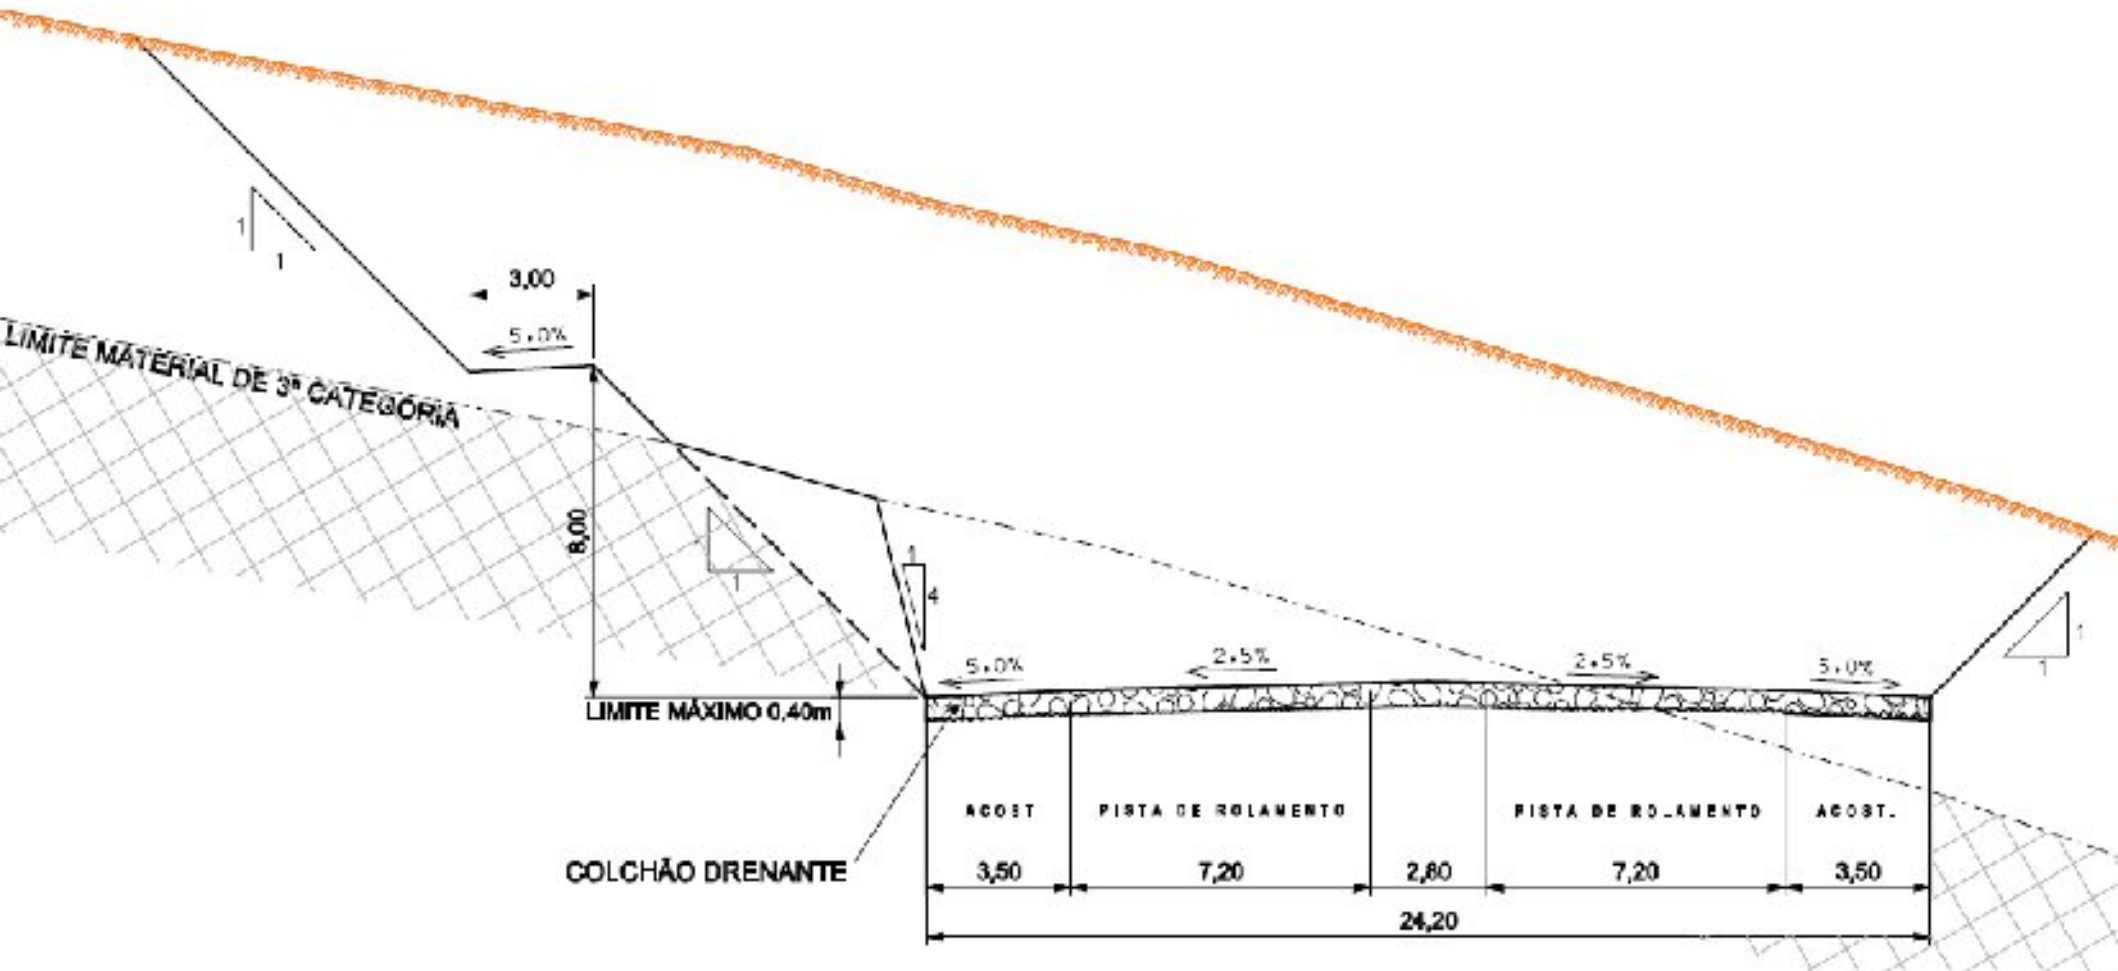 1
1
3,00
5.0%
LIMITE MATERIAL DE 3ª CATEGORIA
8,00
1
1
4
5.0%
2.5%
2.5%
5.0%
1
1
LIMITE MÁXIMO 0,40m
ACOST
PISTA DE ROLAMENTO
PISTA DE ROLAMENTO
ACOST.
COLCHÃO DRENANTE
3,50
7,20
2,80
7,20
3,50
24,20